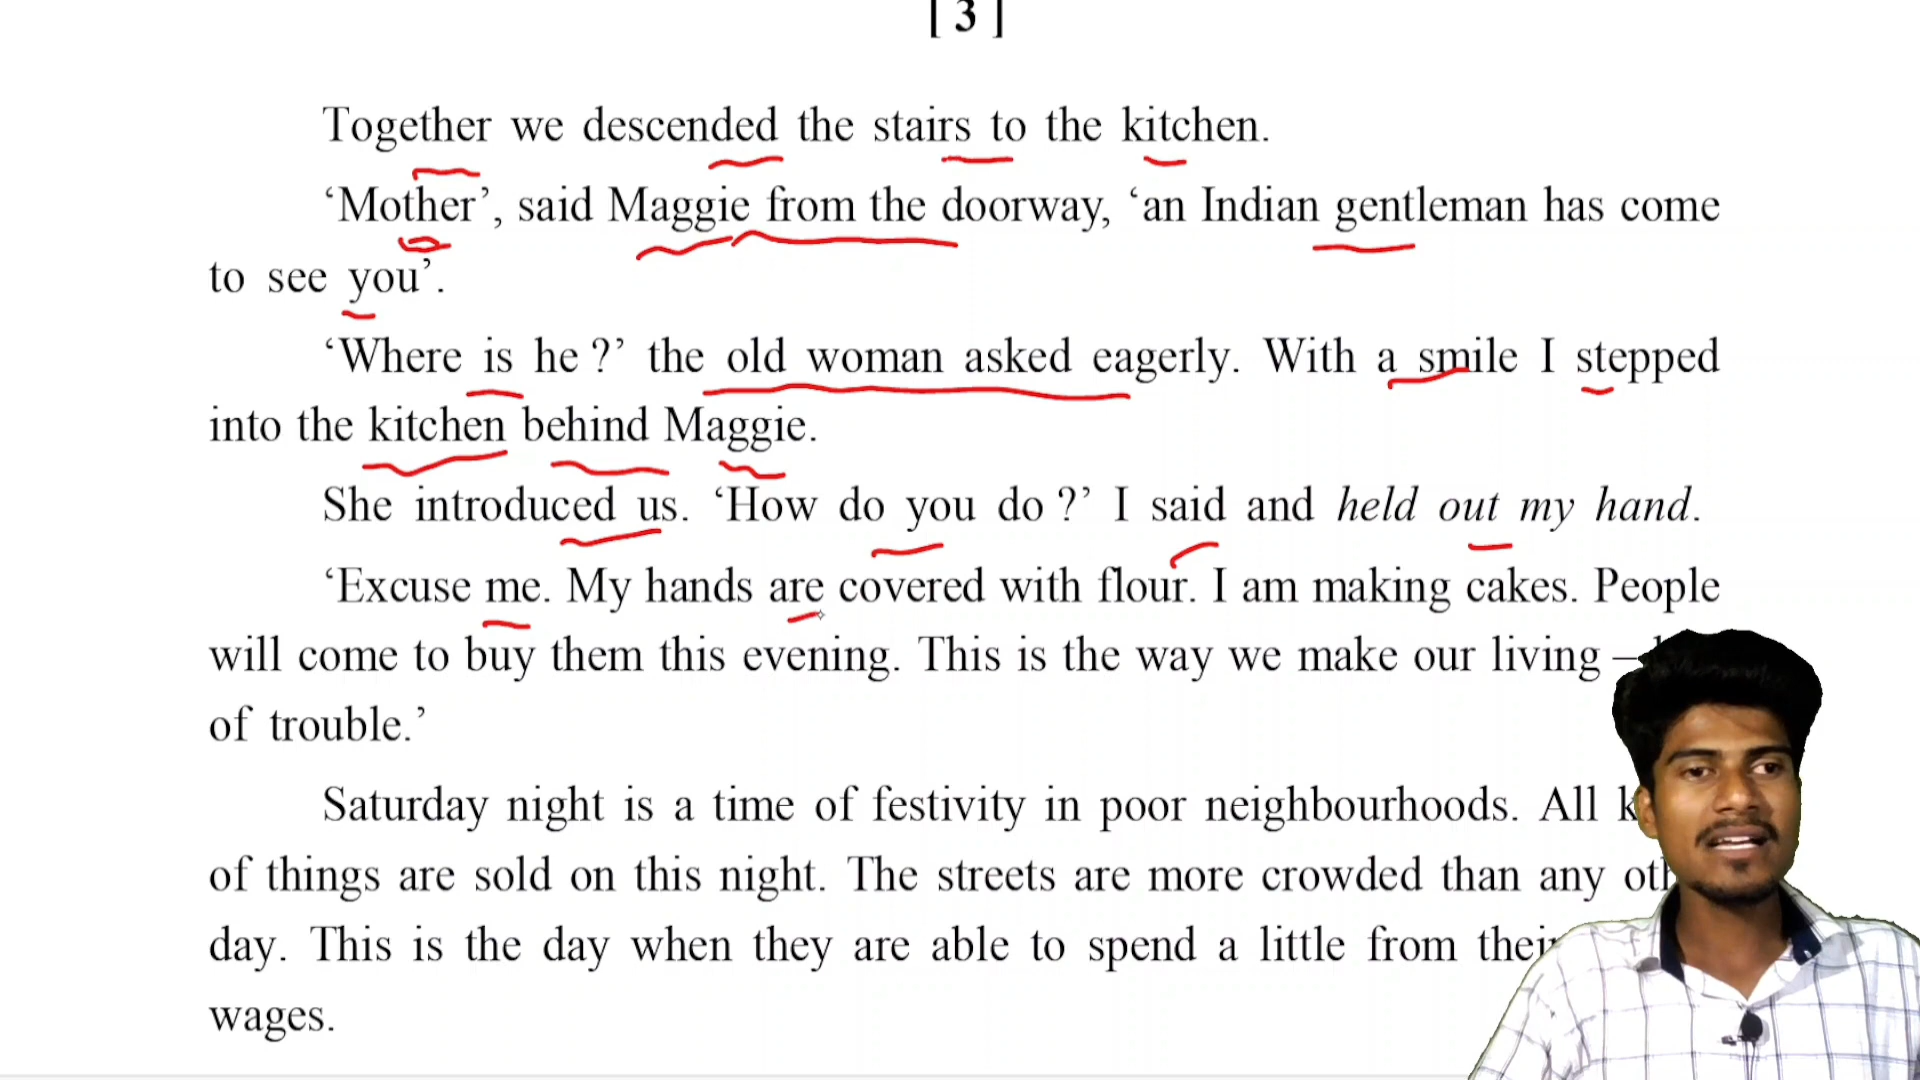 [ 3 ]
Together we descended the stairs to the kitchen.
‘Mother’, said Maggie from the doorway, ‘an Indian gentleman has come
to see you’.
‘Where is he ?’ the old woman asked eagerly. With a smile I stepped
into the kitchen behind Maggie.
She introduced us. ‘How do you do ?’ I said and held out my hand.
‘Excuse me. My hands are covered with flour. I am making cakes. People
will come to buy them this evening. This is the way we make our living –
of trouble.’
Saturday night is a time of festivity in poor neighbourhoods. All
of things are sold on this night. The streets are more crowded than any
day. This is the day when they are able to spend a little from their
wages.